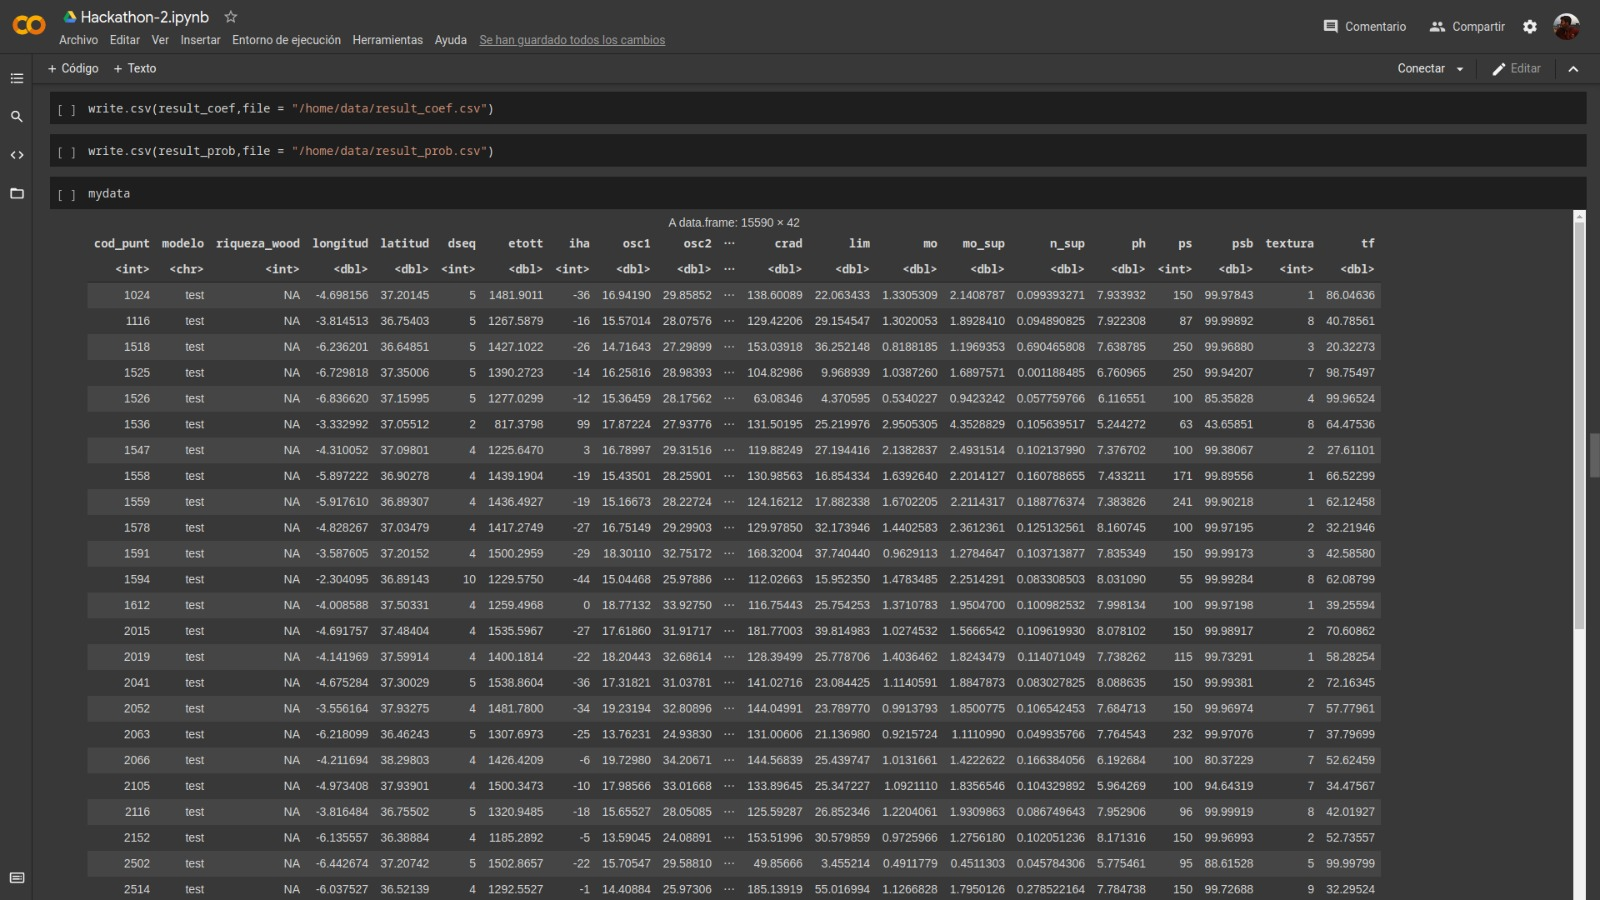 Hackathon-2.ipynb
Archivo Editar Ver Insertar Entorno de ejecución Herramientas Ayuda Se han guardado todos los cambios
Comentario Compartir
+ Código + Texto
Conectar Editar
[ ] write.csv(result_coef,file = "/home/data/result_coef.csv")
[ ] write.csv(result_prob,file = "/home/data/result_prob.csv")
[ ] mydata
A data.frame: 15590 × 42
cod_punt modelo riqueza_wood longitud latitud dseq etott iha osc1 osc2 ⋯ crad lim mo mo_sup n_sup ph ps psb textura tf
<int> <chr> <int> <dbl> <dbl> <int> <dbl> <int> <dbl> <dbl> ⋯ <dbl> <dbl> <dbl> <dbl> <dbl> <dbl> <int> <dbl> <int> <dbl>
1024 test NA -4.698156 37.20145 5 1481.9011 -36 16.94190 29.85852 ⋯ 138.60089 22.063433 1.3305309 2.1408787 0.099393271 7.933932 150 99.97843 1 86.04636
1116 test NA -3.814513 36.75403 5 1267.5879 -16 15.57014 28.07576 ⋯ 129.42206 29.154547 1.3020053 1.8928410 0.094890825 7.922308 87 99.99892 8 40.78561
1518 test NA -6.236201 36.64851 5 1427.1022 -26 14.71643 27.29899 ⋯ 153.03918 36.252148 0.8188185 1.1969353 0.690465808 7.638785 250 99.96880 3 20.32273
1525 test NA -6.729818 37.35006 5 1390.2723 -14 16.25816 28.98393 ⋯ 104.82986 9.968939 1.0387260 1.6897571 0.001188485 6.760965 250 99.94207 7 98.75497
1526 test NA -6.836620 37.15995 5 1277.0299 -12 15.36459 28.17562 ⋯ 63.08346 4.370595 0.5340227 0.9423242 0.057759766 6.116551 100 85.35828 4 99.96524
1536 test NA -3.332992 37.05512 2 817.3798 99 17.87224 27.93776 ⋯ 131.50195 25.219976 2.9505305 4.3528829 0.105639517 5.244272 63 43.65851 8 64.47536
1547 test NA -4.310052 37.09801 4 1225.6470 3 16.78997 29.31516 ⋯ 119.88249 27.194416 2.1382837 2.4931514 0.102137990 7.376702 100 99.38067 2 27.61101
1558 test NA -5.897222 36.90278 4 1439.1904 -19 15.43501 28.25901 ⋯ 130.98563 16.854334 1.6392640 2.2014127 0.160788655 7.433211 171 99.89556 1 66.52299
1559 test NA -5.917610 36.89307 4 1436.4927 -19 15.16673 28.22724 ⋯ 124.16212 17.882338 1.6702205 2.2114317 0.188776374 7.383826 241 99.90218 1 62.12458
1578 test NA -4.828267 37.03479 4 1417.2749 -27 16.75149 29.29903 ⋯ 129.97850 32.173946 1.4402583 2.3612361 0.125132561 8.160745 100 99.97195 2 32.21946
1591 test NA -3.587605 37.20152 4 1500.2959 -29 18.30110 32.75172 ⋯ 168.32004 37.740440 0.9629113 1.2784647 0.103713877 7.835349 150 99.99173 3 42.58580
1594 test NA -2.304095 36.89143 10 1229.5750 -44 15.04468 25.97886 ⋯ 112.02663 15.952350 1.4783485 2.2514291 0.083308503 8.031090 55 99.99284 8 62.08799
1612 test NA -4.008588 37.50331 4 1259.4968 0 18.77132 33.92750 ⋯ 116.75443 25.754253 1.3710783 1.9504700 0.100982532 7.998134 100 99.97198 1 39.25594
2015 test NA -4.691757 37.48404 4 1535.5967 -27 17.61860 31.91717 ⋯ 181.77003 39.814983 1.0274532 1.5666542 0.109619930 8.078102 150 99.98917 2 70.60862
2019 test NA -4.141969 37.59914 4 1400.1814 -22 18.20443 32.68614 ⋯ 128.39499 25.778706 1.4036462 1.8243479 0.114071049 7.738262 115 99.73291 1 58.28254
2041 test NA -4.675284 37.30029 5 1538.8604 -36 17.31821 31.03781 ⋯ 141.02716 23.084425 1.1140591 1.8847873 0.083027825 8.088635 150 99.99381 2 72.16345
2052 test NA -3.556164 37.93275 4 1481.7800 -34 19.23194 32.80896 ⋯ 144.04991 23.789770 0.9913793 1.8500775 0.106542453 7.684713 150 99.96974 7 57.77961
2063 test NA -6.218099 36.46243 5 1307.6973 -25 13.76231 24.93830 ⋯ 131.00606 21.136980 0.9215724 1.1110990 0.049935766 7.764543 232 99.97076 7 37.79699
2066 test NA -4.211694 38.29803 4 1426.4209 -6 19.72980 34.20671 ⋯ 144.56839 25.439747 1.0131661 1.4222622 0.166384056 6.192684 100 80.37229 7 52.62459
2105 test NA -4.973408 37.93901 4 1500.3473 -10 17.98566 33.01668 ⋯ 133.89645 25.347227 1.0921110 1.8356546 0.104329892 5.964269 100 94.64319 7 34.47567
2116 test NA -3.816484 36.75502 5 1320.9485 -18 15.65527 28.05085 ⋯ 125.59287 26.852346 1.2204061 1.9309863 0.086749643 7.952906 96 99.99919 8 42.01927
2152 test NA -6.135557 36.38884 4 1185.2892 -5 13.59045 24.08891 ⋯ 153.51996 30.579859 0.9725966 1.2756180 0.102051236 8.171316 150 99.96993 2 52.73557
2502 test NA -6.442674 37.20742 5 1502.8657 -22 15.70547 29.58810 ⋯ 49.85666 3.455214 0.4911779 0.4511303 0.045784306 5.775461 95 88.61528 5 99.99799
2514 test NA -6.037527 36.52139 4 1292.5527 -1 14.40884 25.97306 ⋯ 185.13919 55.016994 1.1266828 1.7950126 0.278522164 7.784738 150 99.72688 9 32.29524